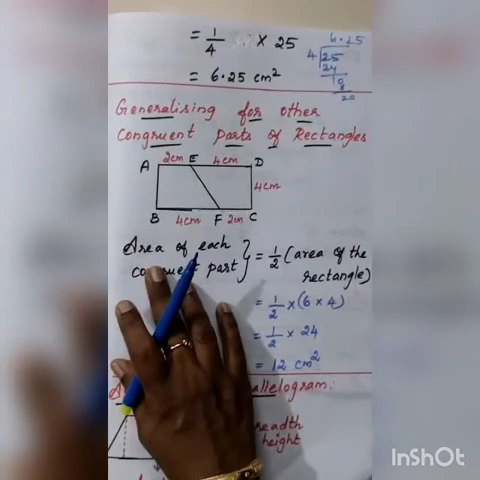 = 1/4 × 25
6.25
4 25
24
10
8
20
= 6.25 cm²
Generalising for other
Congruent parts of Rectangles
A 2cm E 4cm D
4cm
B 4cm F 2cm C
Area of each
congruent part } = 1/2 (area of the
rectangle)
= 1/2 × (6 × 4)
= 1/2 × 24
= 12 cm²
allelogram:
readth
height
InShOt